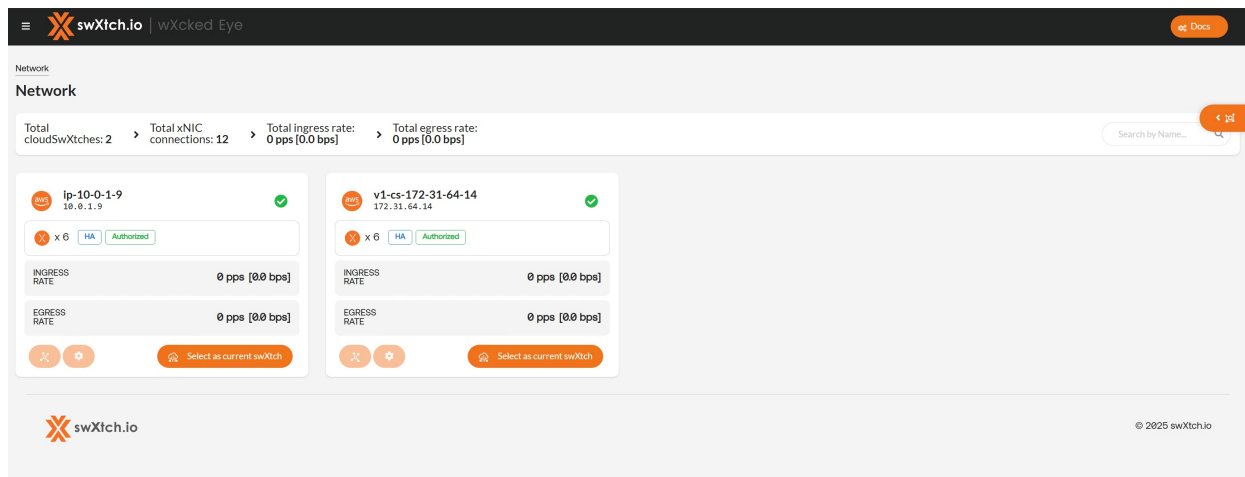 swXtch.io | wXcked Eye
Docs
Network
Network
Total
cloudSwXtches: 2
Total xNIC
connections: 12
Total ingress rate:
0 pps [0.0 bps]
Total egress rate:
0 pps [0.0 bps]
Search by Name...
aws
ip-10-0-1-9
10.0.1.9
x 6 HA Authorized
INGRESS
RATE
0 pps [0.0 bps]
EGRESS
RATE
0 pps [0.0 bps]
Select as current swXtch
aws
v1-cs-172-31-64-14
172.31.64.14
x 6 HA Authorized
INGRESS
RATE
0 pps [0.0 bps]
EGRESS
RATE
0 pps [0.0 bps]
Select as current swXtch
swXtch.io
© 2025 swXtch.io